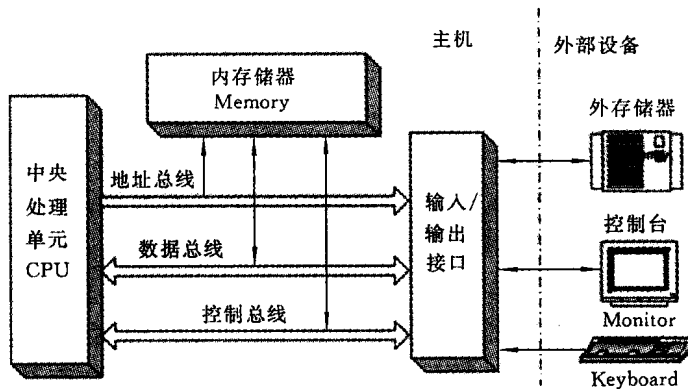 主机
外部设备
内存储器
Memory
外存储器
中央
处理
单元
CPU
地址总线
输入/
输出
接口
数据总线
控制台
控制总线
Monitor
Keyboard